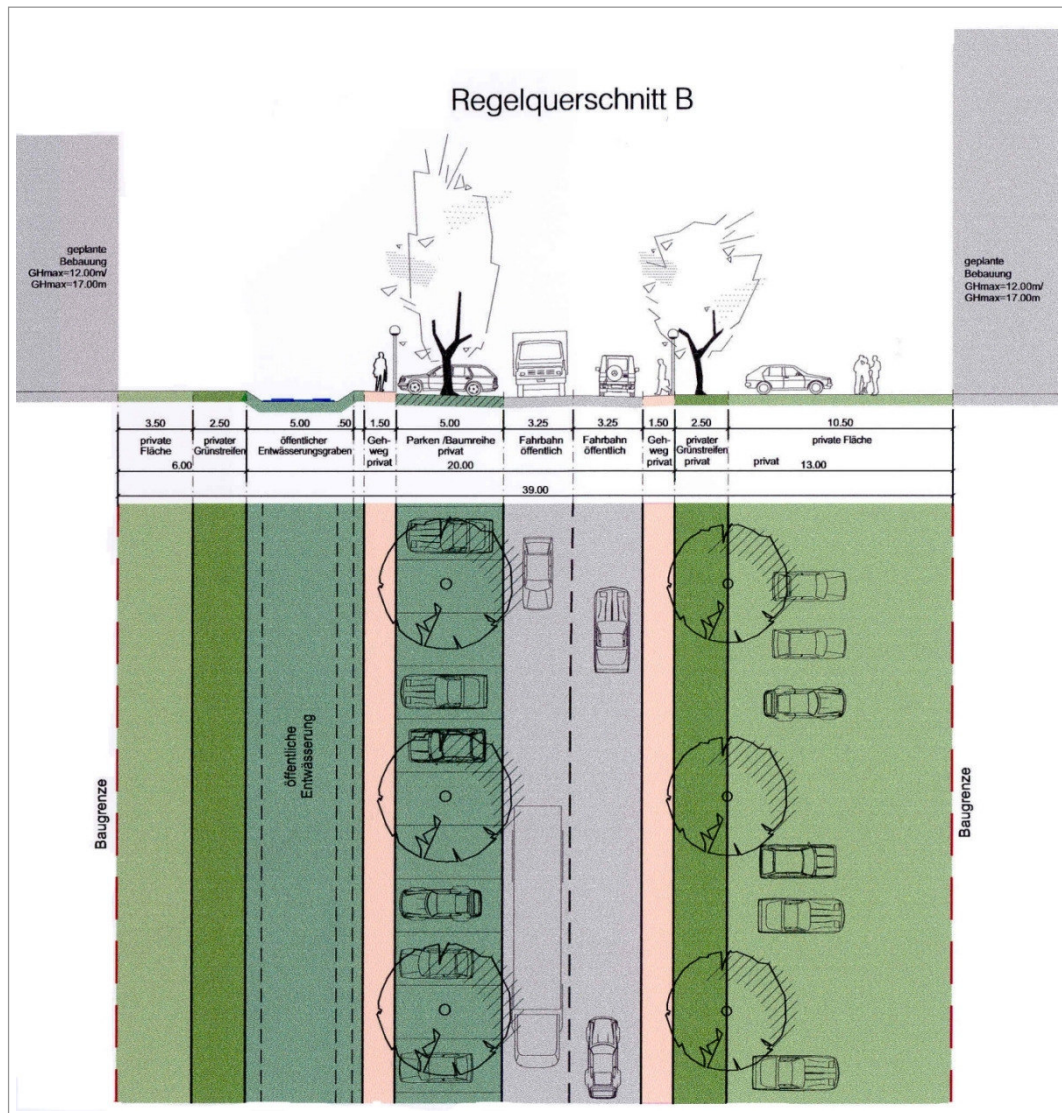 Regelquerschnitt B
geplante
Bebauung
GHmax=12.00m/
GHmax=17.00m
geplante
Bebauung
GHmax=12.00m/
GHmax=17.00m
3.50 2.50 5.00 .50 1.50 5.00 3.25 3.25 1.50 2.50 10.50
private
Fläche
privater
Grünstreifen
öffentlicher
Entwässerungsgraben
Geh-
weg
privat
Parken /Baumreihe
privat
Fahrbahn
öffentlich
Fahrbahn
öffentlich
Geh-
weg
privat
privater
Grünstreifen
privat
private Fläche
privat
6.00 20.00 13.00
39.00
öffentliche
Entwässerung
Baugrenze
Baugrenze